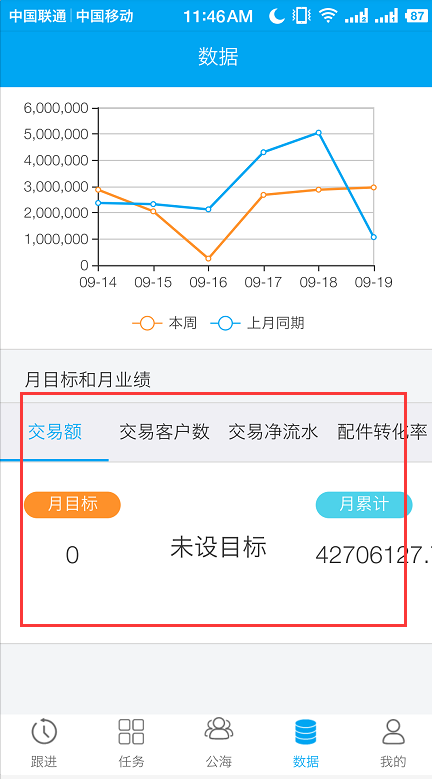 中国联通 中国移动 11:46AM 87
数据
6,000,000
5,000,000
4,000,000
3,000,000
2,000,000
1,000,000
0
09-14 09-15 09-16 09-17 09-18 09-19
本周 上月同期
月目标和月业绩
交易额 交易客户数 交易净流水 配件转化率
月目标 月累计
0 未设目标 42706127.
跟进 任务 公海 数据 我的